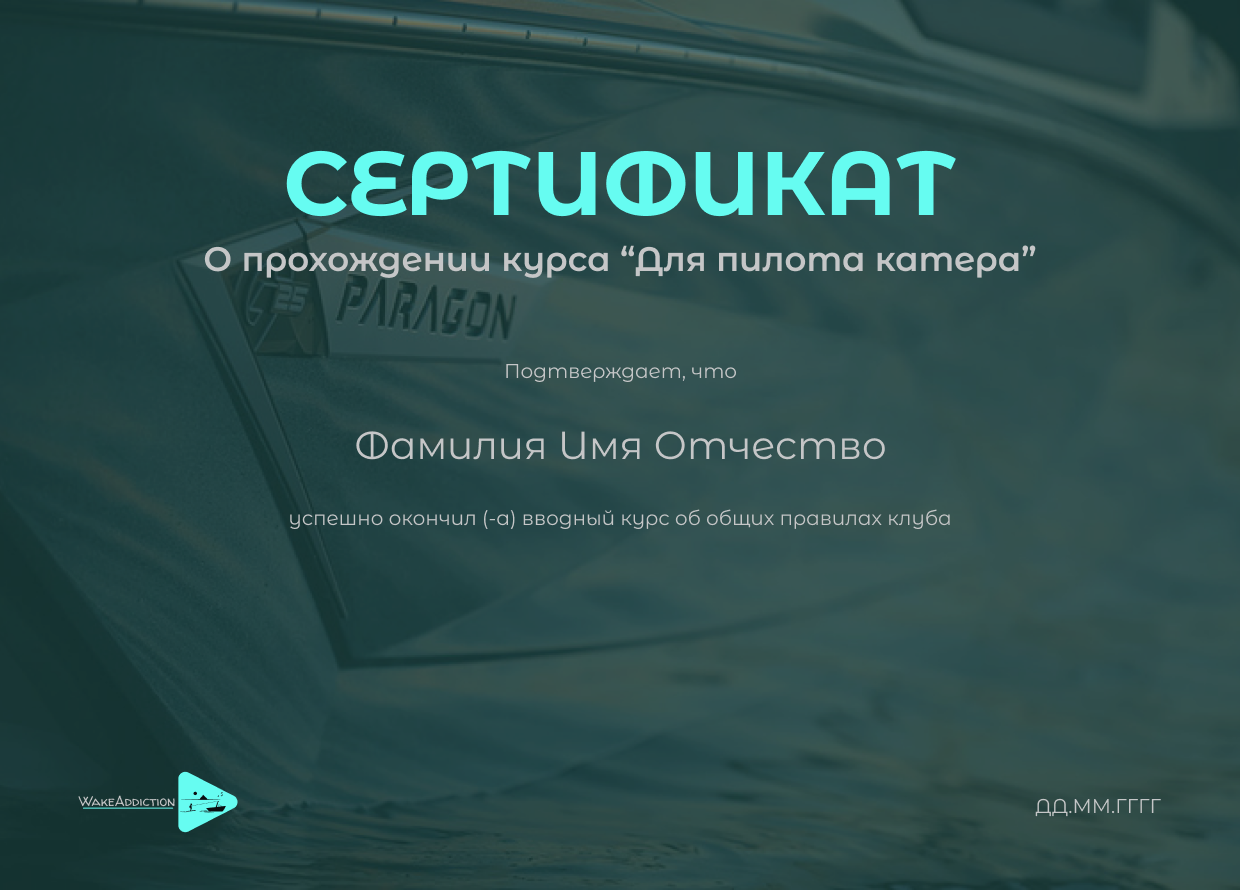 СЕРТИФИКАТ
О прохождении курса “Для пилота катера”
G25 PARAGON
Подтверждает, что
Фамилия Имя Отчество
успешно окончил (-а) вводный курс об общих правилах клуба
WAKEADDICTION
ДД.ММ.ГГГГ